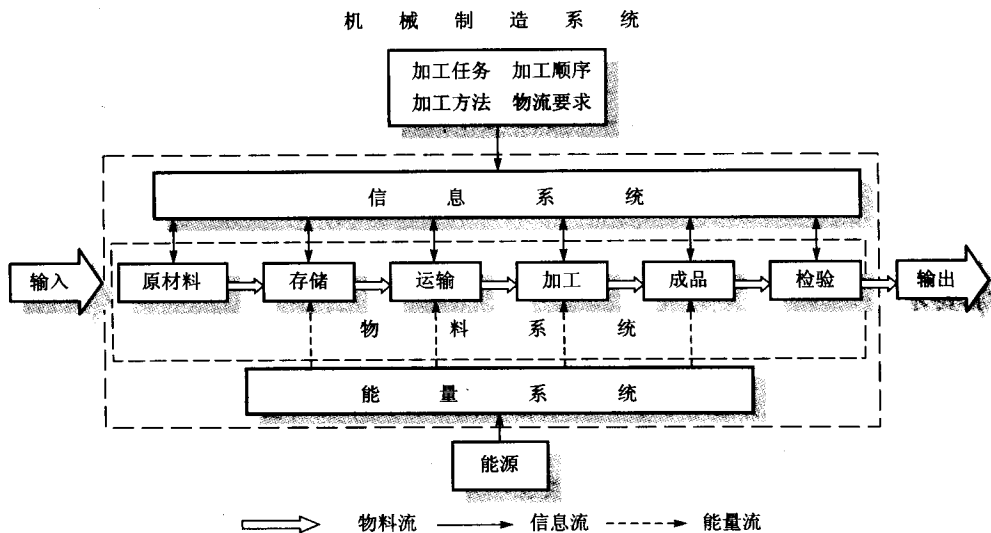 机械制造系统
加工任务 加工顺序
加工方法 物流要求
信息系统
输入 原材料 存储 运输 加工 成品 检验 输出
物料系统
能量系统
能源
物料流 信息流 能量流